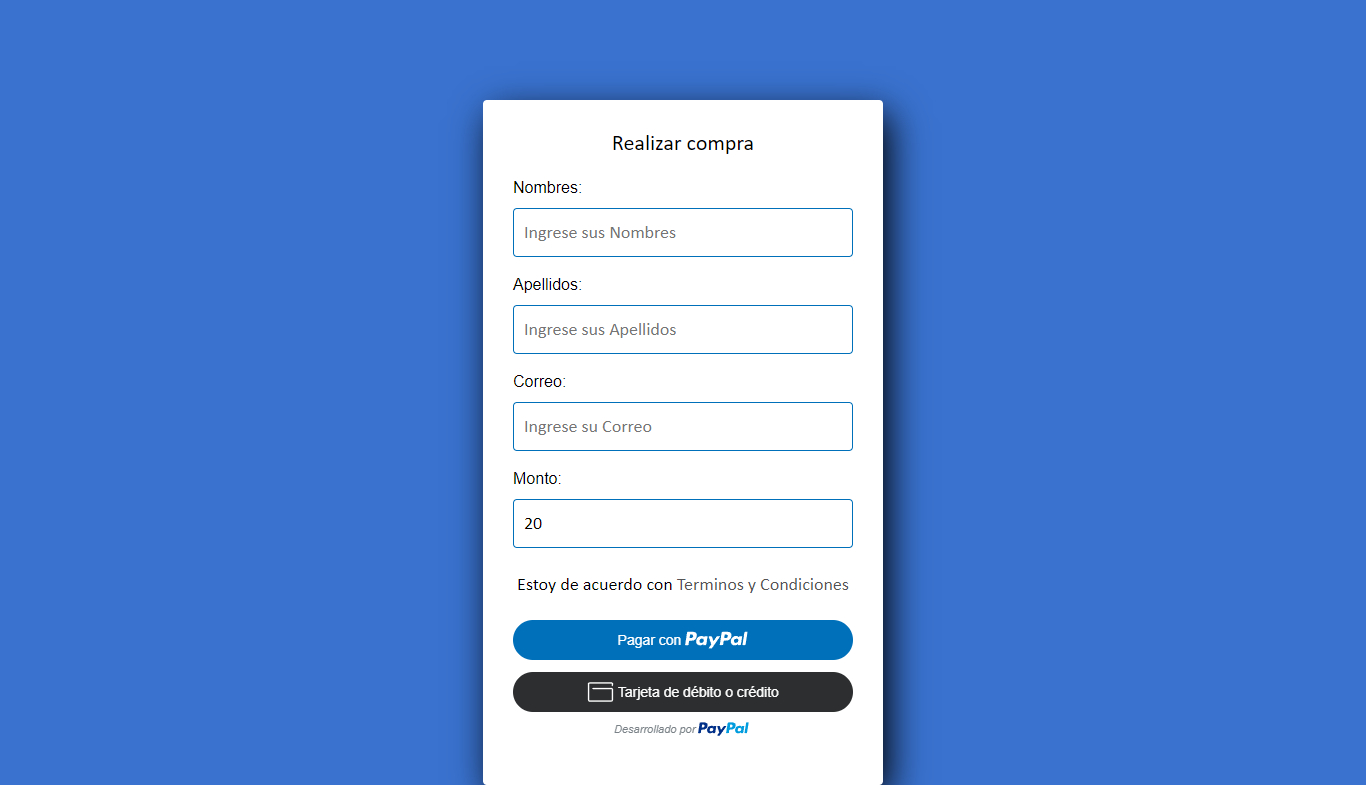 Realizar compra
Nombres:
Ingrese sus Nombres
Apellidos:
Ingrese sus Apellidos
Correo:
Ingrese su Correo
Monto:
20
Estoy de acuerdo con Terminos y Condiciones
Pagar con PayPal
Tarjeta de débito o crédito
Desarrollado por PayPal